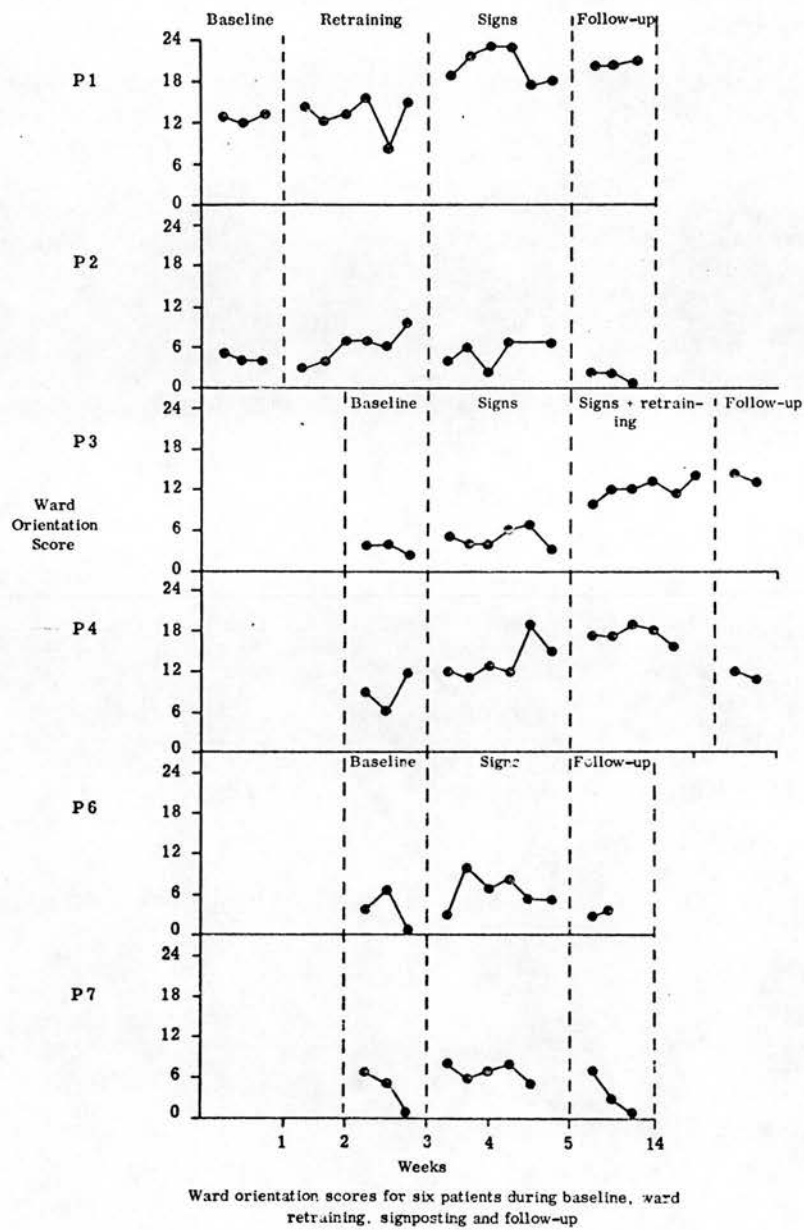 Baseline Retraining Signs Follow-up
P1
24
18
12
6
0
P2
24
18
12
6
0
Baseline Signs Signs + retrain-
ing Follow-up
P3
24
18
12
6
0
Ward
Orientation
Score
P4
24
18
12
6
0
Baseline Signs Follow-up
P6
24
18
12
6
0
P7
24
18
12
6
0
1 2 3 4 5 14
Weeks
Ward orientation scores for six patients during baseline, ward
retraining, signposting and follow-up